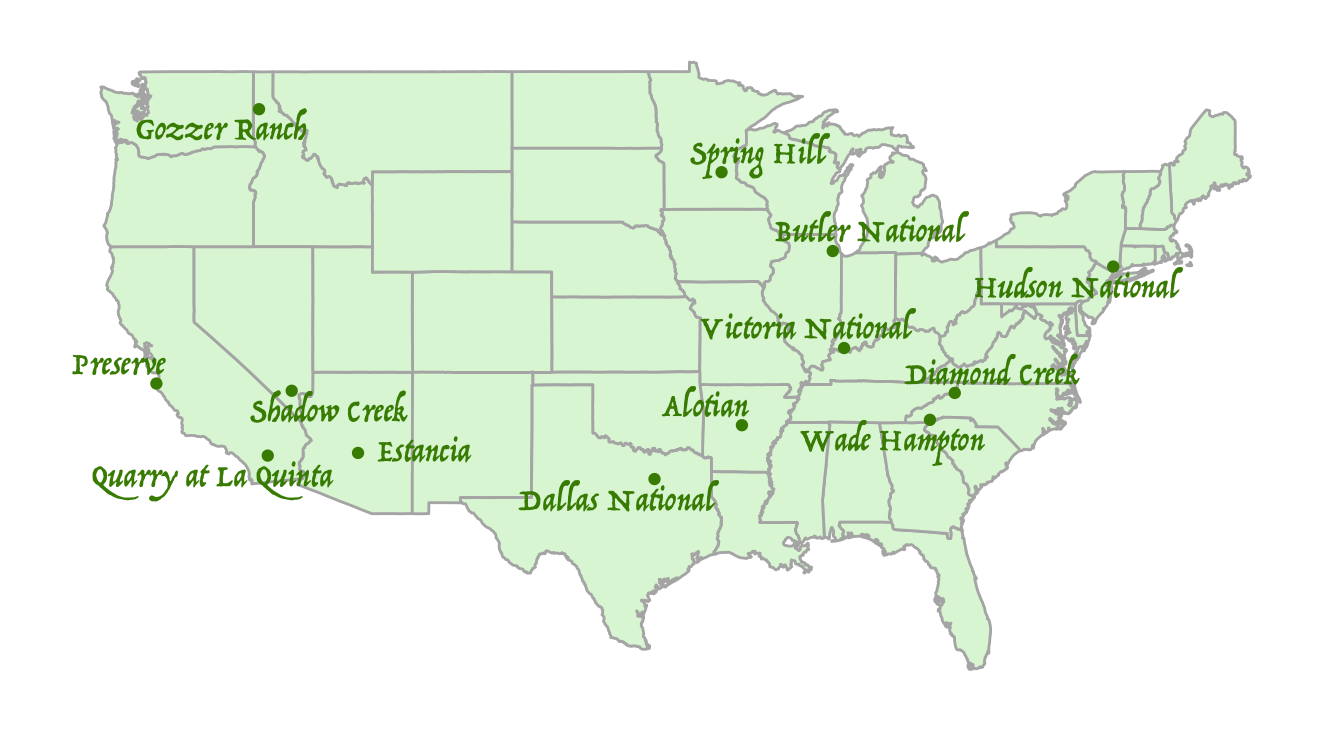 Gozzer Ranch
Spring Hill
Butler National
Hudson National
Victoria National
Preserve
Diamond Creek
Shadow Creek
Alotian
Wade Hampton
Estancia
Quarry at La Quinta
Dallas National